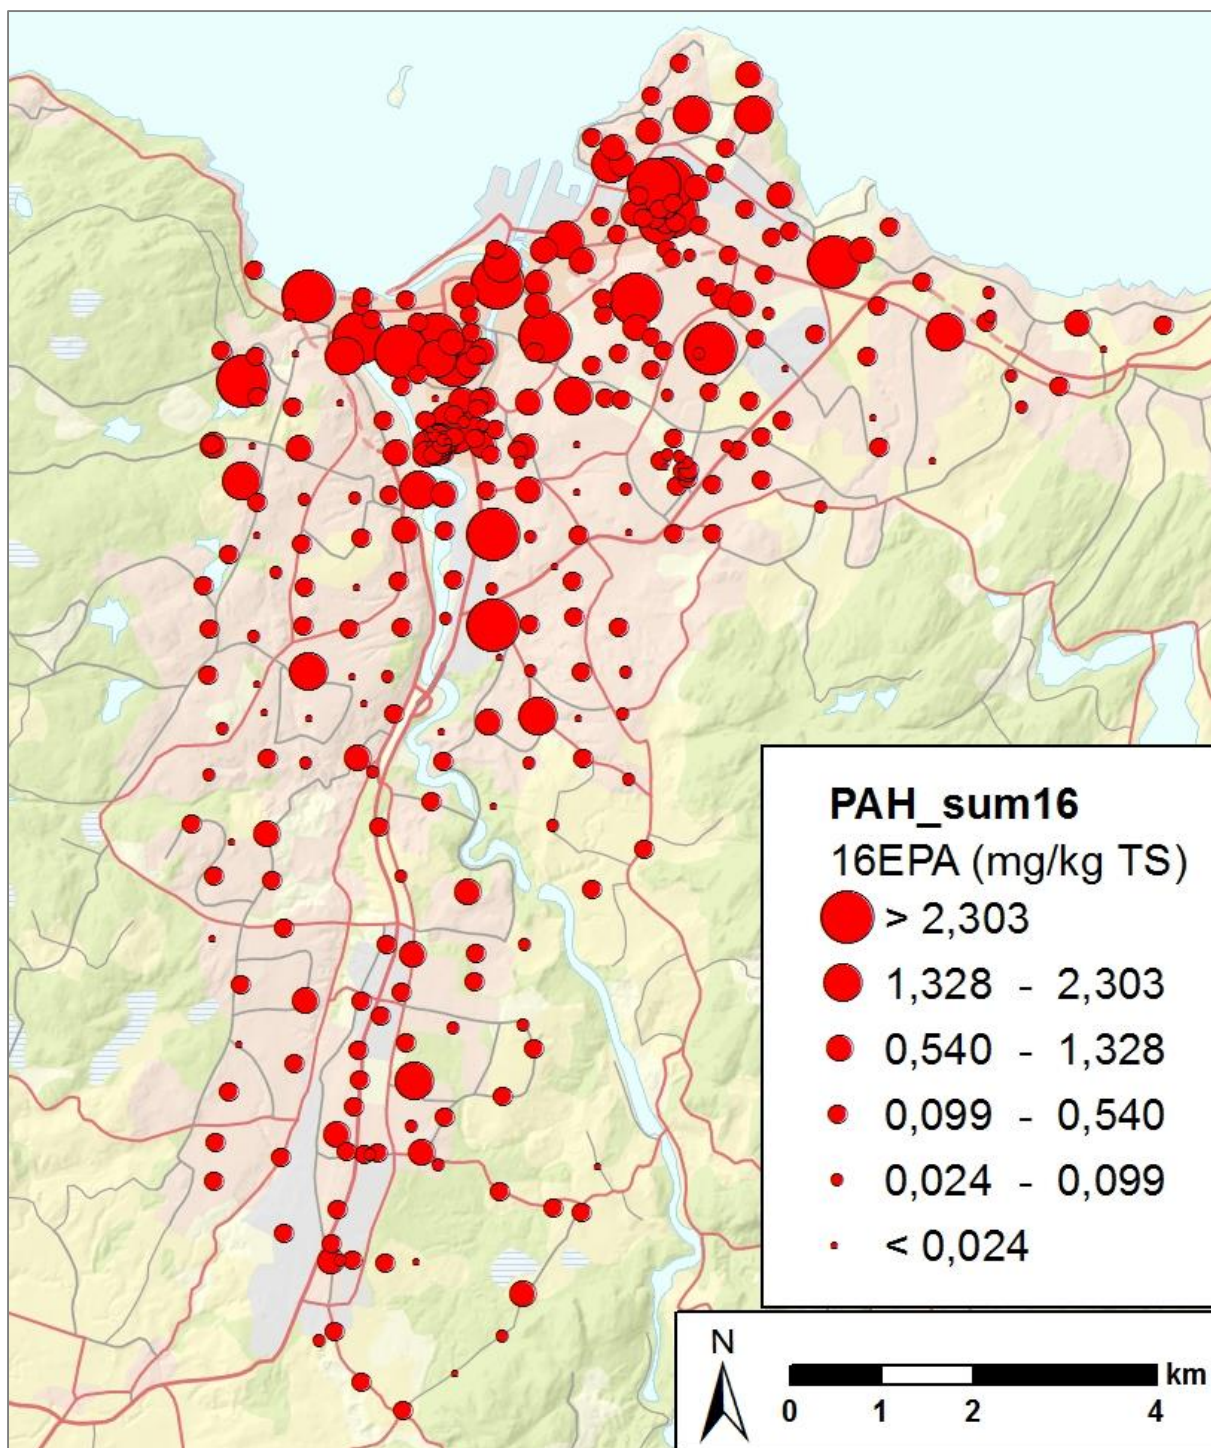 PAH_sum16
16EPA (mg/kg TS)
> 2,303
1,328 - 2,303
0,540 - 1,328
0,099 - 0,540
0,024 - 0,099
< 0,024
N
km
0 1 2 4